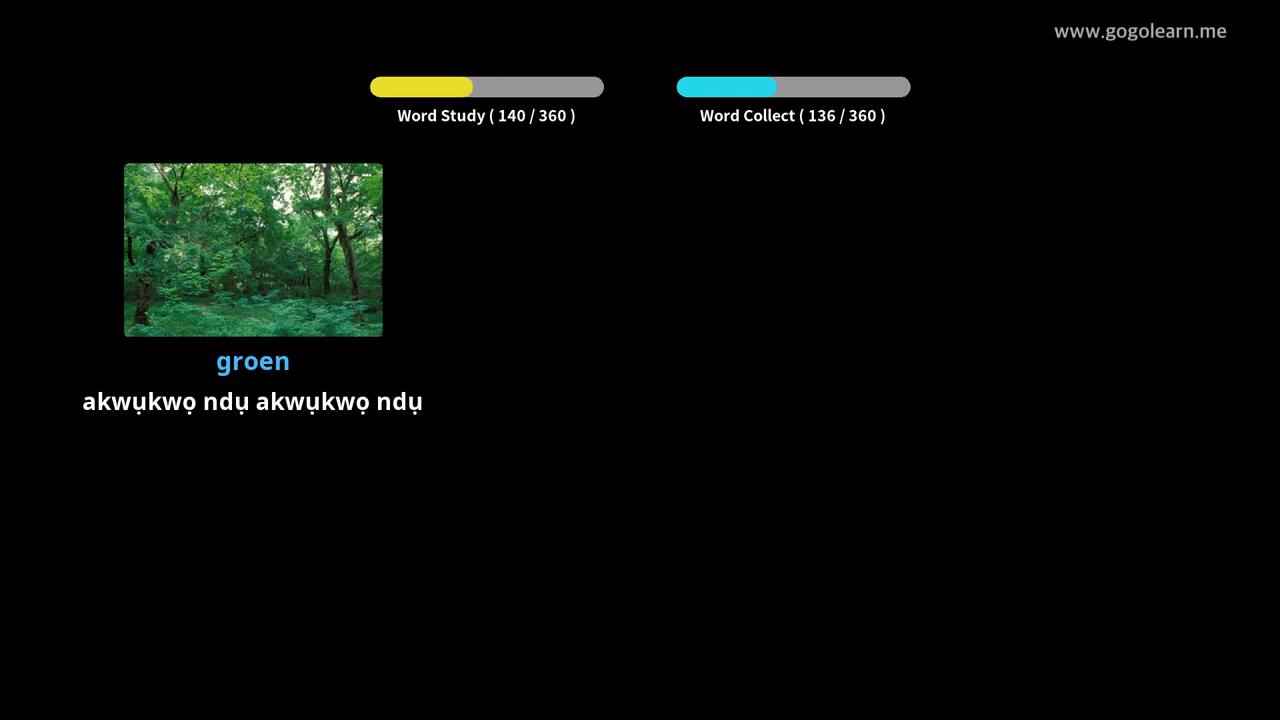 www.gogolearn.me
Word Study ( 140 / 360 )
Word Collect ( 136 / 360 )
groen
akwụkwọ ndụ akwụkwọ ndụ